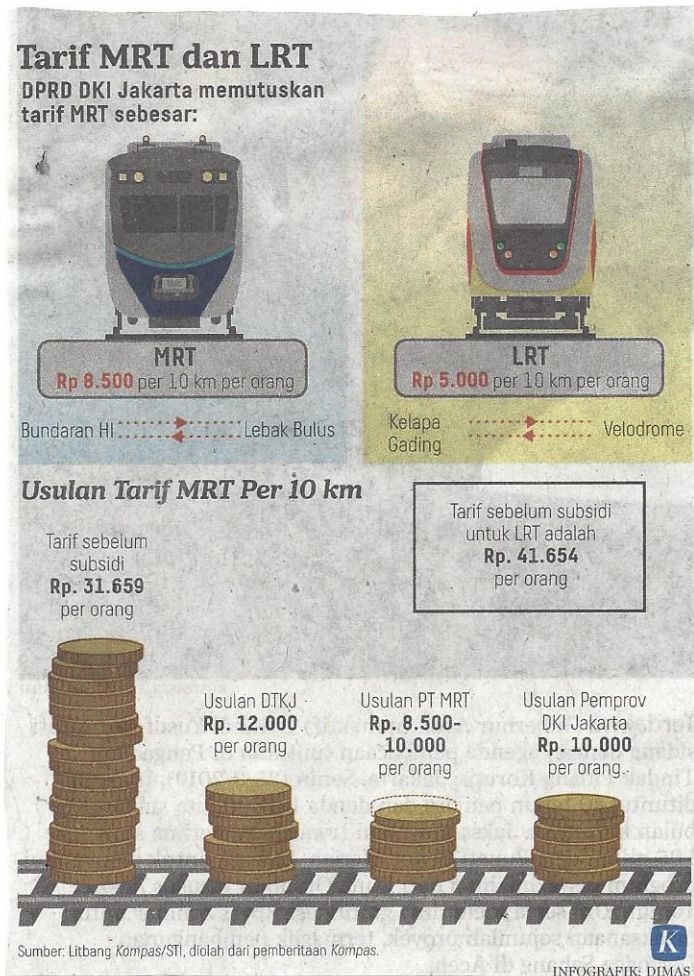 Tarif MRT dan LRT
DPRD DKI Jakarta memutuskan
tarif MRT sebesar:
MRT
Rp 8.500 per 10 km per orang
Bundaran HI
Lebak Bulus
LRT
Rp 5.000 per 10 km per orang
Kelapa
Gading
Velodrome
Usulan Tarif MRT Per 10 km
Tarif sebelum subsidi
untuk LRT adalah
Rp. 41.654
per orang
Tarif sebelum
subsidi
Rp. 31.659
per orang
Usulan DTKJ
Rp. 12.000
per orang
Usulan PT MRT
Rp. 8.500-
10.000
per orang
Usulan Pemprov
DKI Jakarta
Rp. 10.000
per orang
Sumber: Litbang Kompas/STI, diolah dari pemberitaan Kompas.
K
INFOGRAFIK: DIMAS